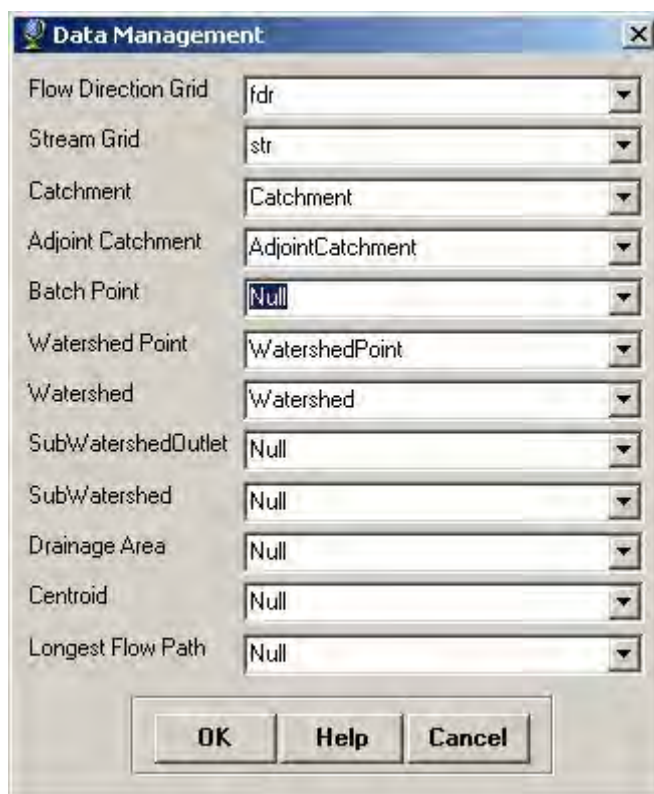 Data Management
Flow Direction Grid fdr
Stream Grid str
Catchment Catchment
Adjoint Catchment AdjointCatchment
Batch Point Null
Watershed Point WatershedPoint
Watershed Watershed
SubWatershedOutlet Null
SubWatershed Null
Drainage Area Null
Centroid Null
Longest Flow Path Null
OK Help Cancel